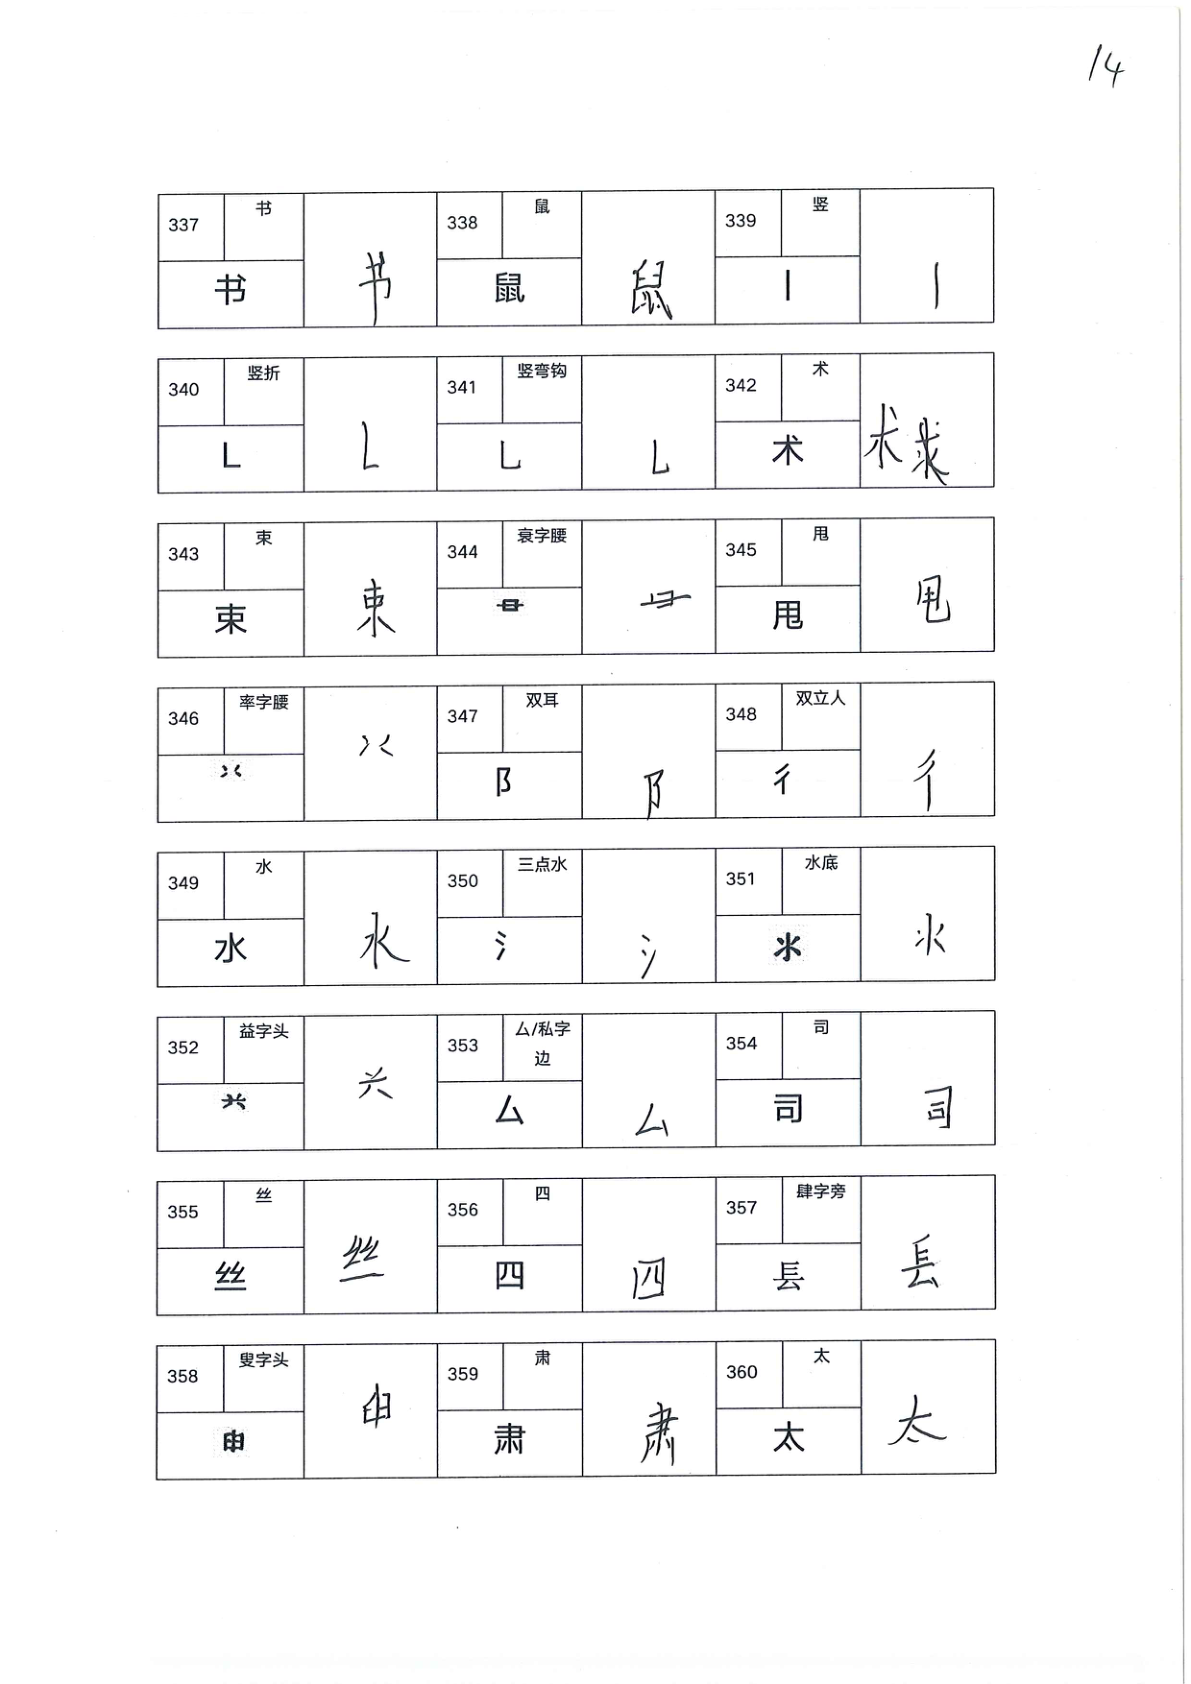 14
337 书 书 书 338 鼠 鼠 鼠 339 竖 丨 丨
340 竖折 𠃊 𠃊 341 竖弯钩 乚 乚 342 术 术 术
343 束 束 束 344 衰字腰 345 甩 甩 甩
346 率字腰 347 双耳 阝 阝 348 双立人 彳 彳
349 水 水 水 350 三点水 氵 氵 351 水底 氺 氺
352 益字头 353 厶/私字边 厶 厶 354 司 司 司
355 丝 丝 丝 356 四 四 四 357 肆字旁 镸 镸
358 叟字头 359 肃 肃 肃 360 太 太 太